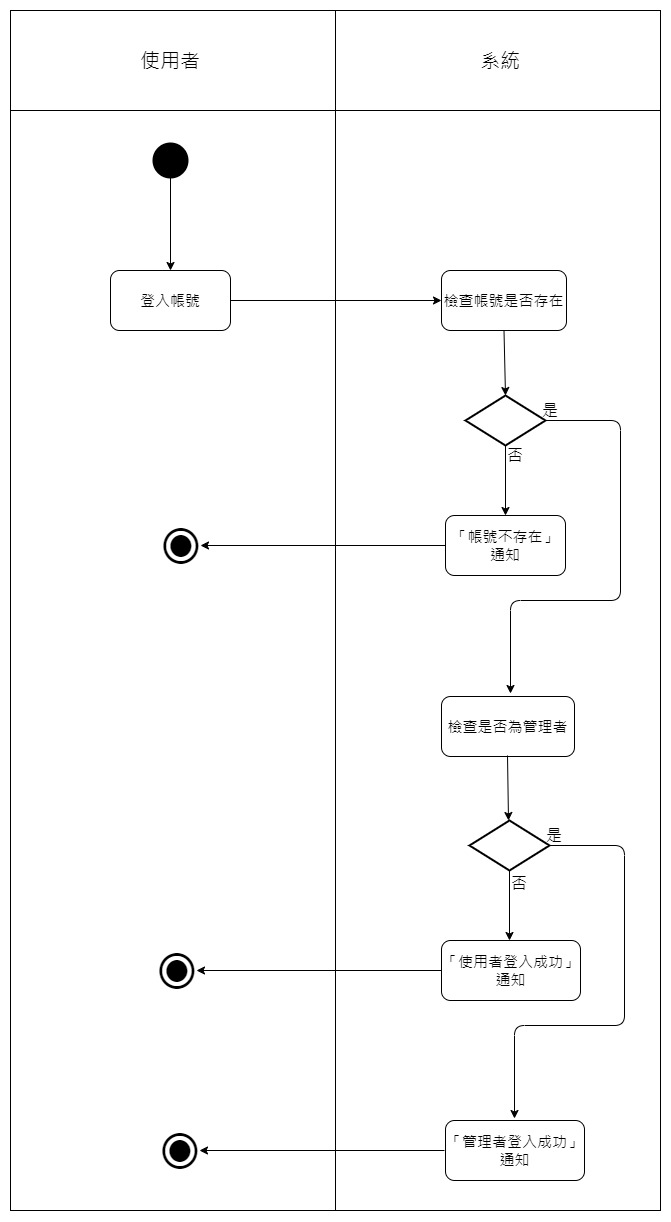 使用者
系統
登入帳號
檢查帳號是否存在
是
否
「帳號不存在」
通知
檢查是否為管理者
是
否
「使用者登入成功」
通知
「管理者登入成功」
通知